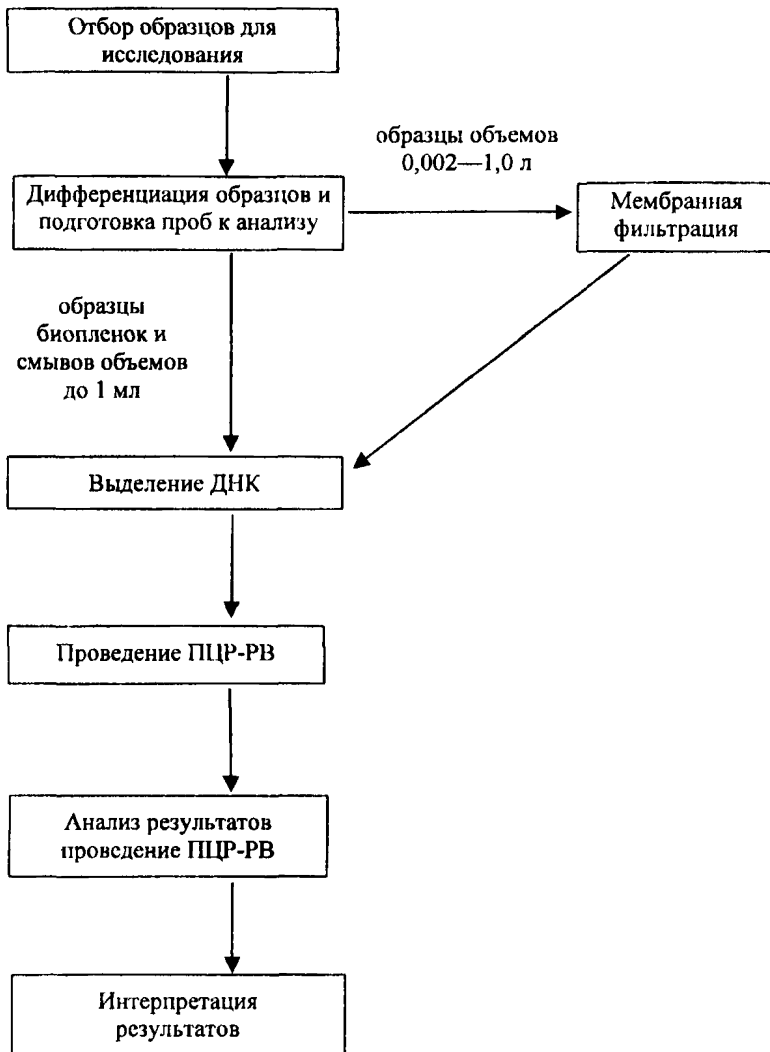 Отбор образцов для
исследования
образцы объемов
0,002—1,0 л
Дифференциация образцов и
подготовка проб к анализу
Мембранная
фильтрация
образцы
биопленок и
смывов объемов
до 1 мл
Выделение ДНК
Проведение ПЦР-РВ
Анализ результатов
проведение ПЦР-РВ
Интерпретация
результатов